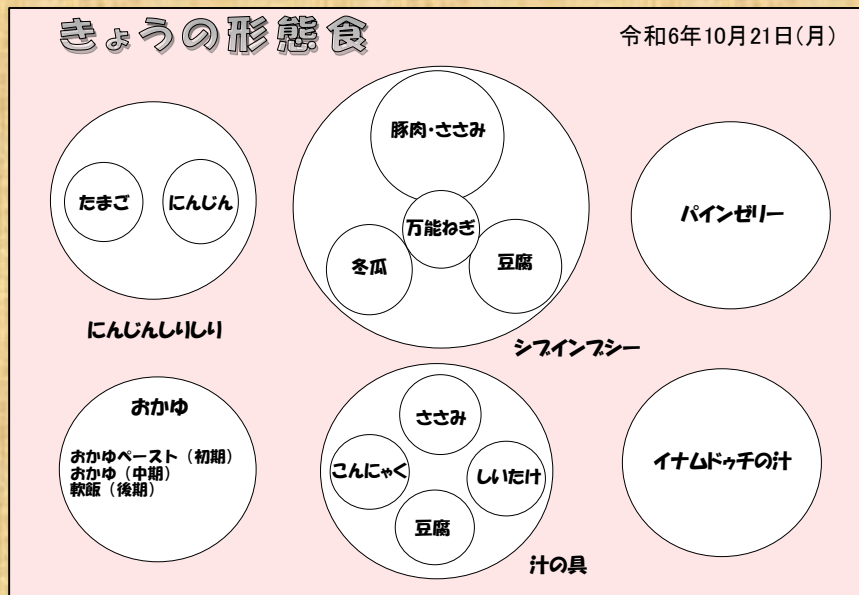 きょうの形態食
令和6年10月21日(月)
たまご
にんじん
にんじんしりしり
豚肉・ささみ
万能ねぎ
冬瓜
豆腐
シブインブシー
パインゼリー
おかゆ
おかゆペースト（初期）
おかゆ（中期）
軟飯（後期）
ささみ
こんにゃく
しいたけ
豆腐
汁の具
イナムドゥチの汁